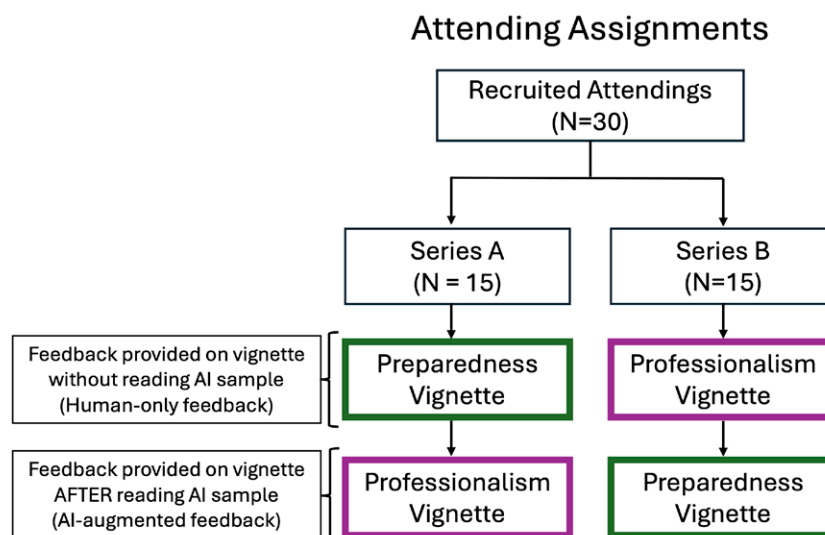 Attending Assignments
Recruited Attendings
(N=30)
Series A
(N = 15)
Series B
(N=15)
Feedback provided on vignette
without reading AI sample
(Human-only feedback)
Preparedness
Vignette
Professionalism
Vignette
Feedback provided on vignette
AFTER reading AI sample
(AI-augmented feedback)
Professionalism
Vignette
Preparedness
Vignette